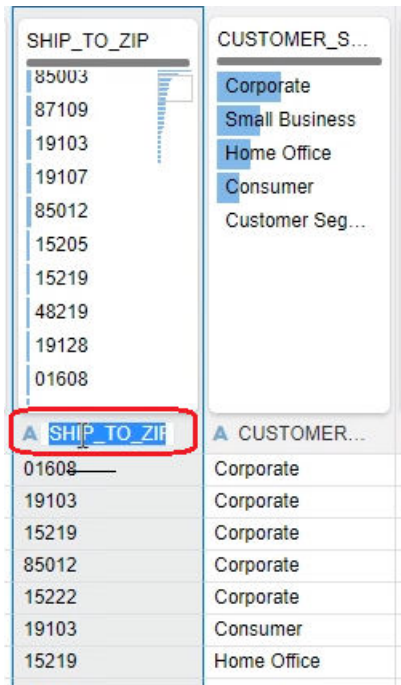 SHIP_TO_ZIP
CUSTOMER_S...
85003
87109
19103
19107
85012
15205
15219
48219
19128
01608
Corporate
Small Business
Home Office
Consumer
Customer Seg...
A SHIP_TO_ZIP
A CUSTOMER...
01608 Corporate
19103 Corporate
15219 Corporate
85012 Corporate
15222 Corporate
19103 Consumer
15219 Home Office